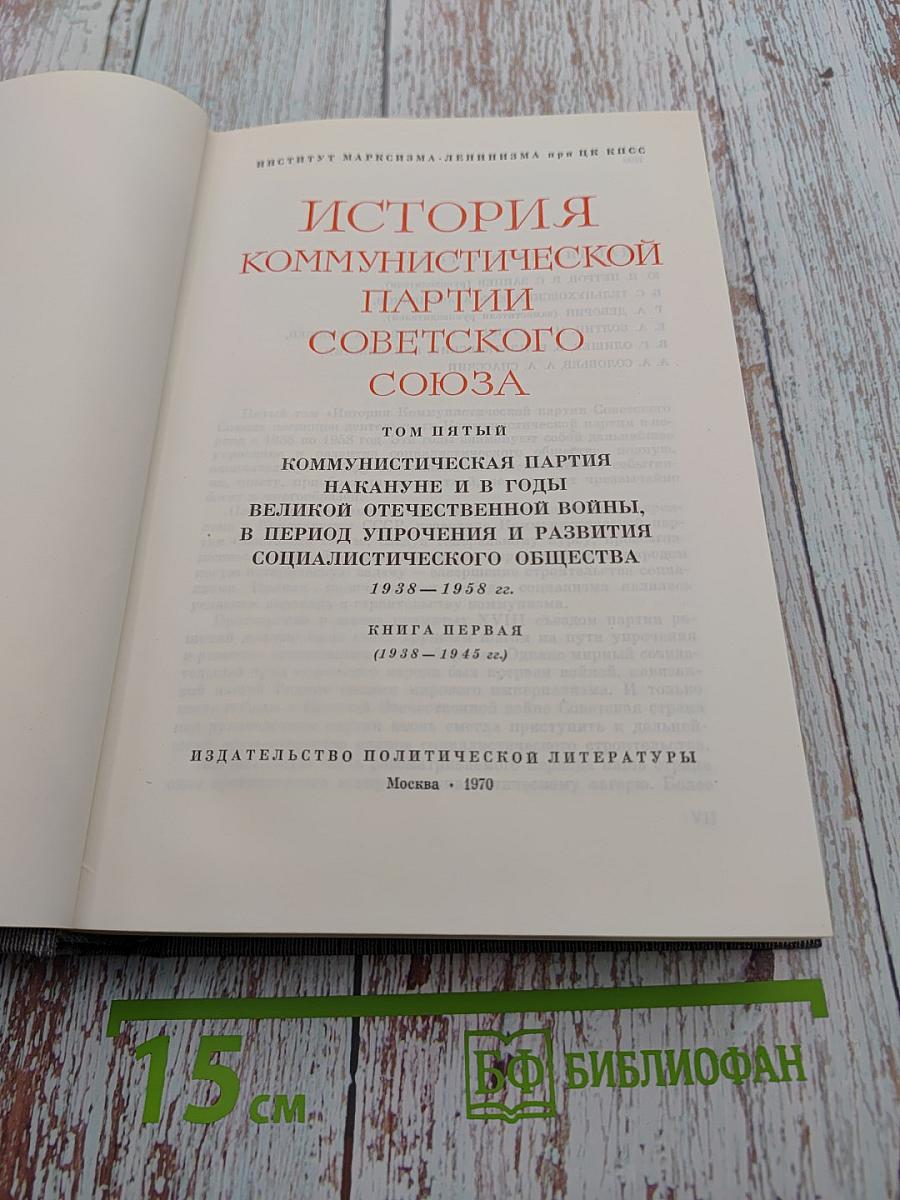 ИНСТИТУТ МАРКСИЗМА-ЛЕНИНИЗМА при ЦК КПСС
ИСТОРИЯ
КОММУНИСТИЧЕСКОЙ
ПАРТИИ
СОВЕТСКОГО
СОЮЗА
ТОМ ПЯТЫЙ
КОММУНИСТИЧЕСКАЯ ПАРТИЯ
НАКАНУНЕ И В ГОДЫ
ВЕЛИКОЙ ОТЕЧЕСТВЕННОЙ ВОЙНЫ,
В ПЕРИОД УПРОЧЕНИЯ И РАЗВИТИЯ
СОЦИАЛИСТИЧЕСКОГО ОБЩЕСТВА
1938—1958 гг.
КНИГА ПЕРВАЯ
(1938—1945 гг.)
ИЗДАТЕЛЬСТВО ПОЛИТИЧЕСКОЙ ЛИТЕРАТУРЫ
Москва • 1970
15 см
БФ БИБЛИОФАН